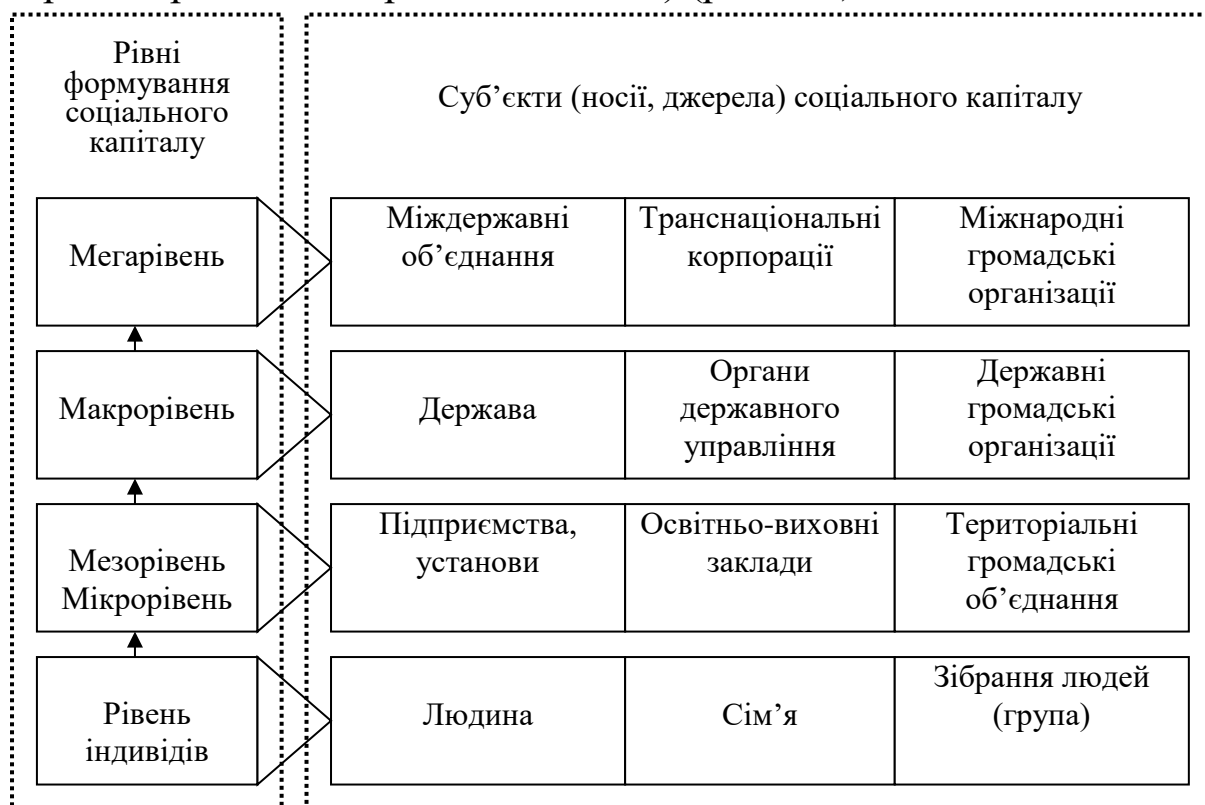 Рівні
формування
соціального
капіталу
Суб’єкти (носії, джерела) соціального капіталу
Мегарівень
Міждержавні
об’єднання
Транснаціональні
корпорації
Міжнародні
громадські
організації
Макрорівень
Держава
Органи
державного
управління
Державні
громадські
організації
Мезорівень
Мікрорівень
Підприємства,
установи
Освітньо-виховні
заклади
Територіальні
громадські
об’єднання
Рівень
індивідів
Людина
Сім’я
Зібрання людей
(група)